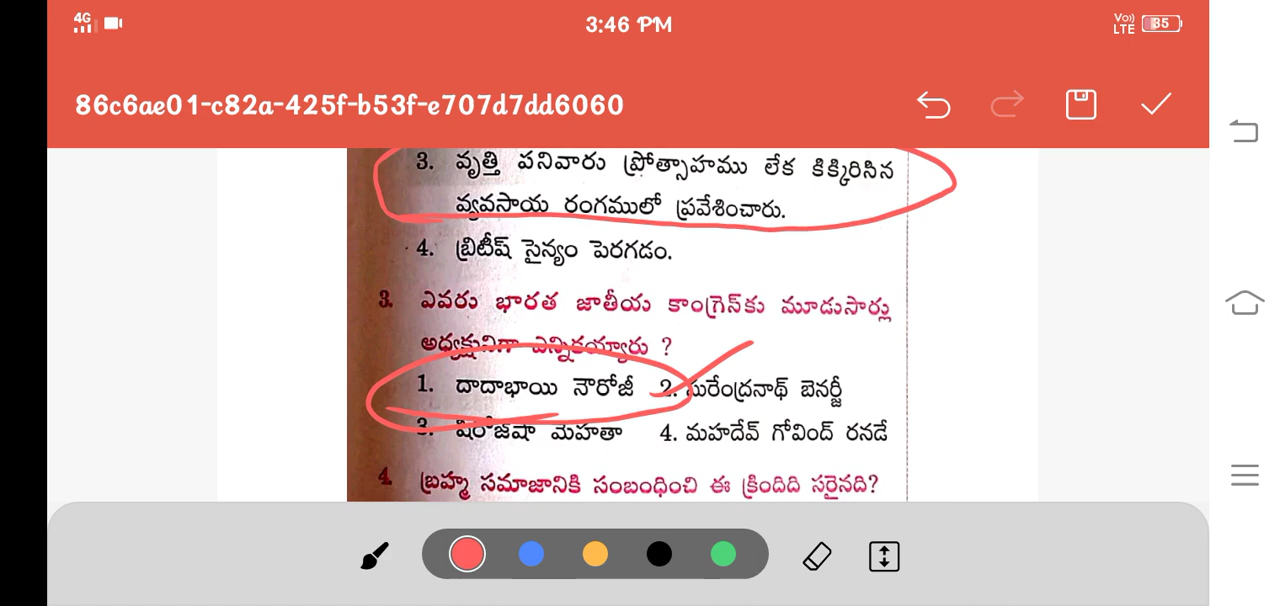 4G
3:46 PM
Vo))
LTE
35
86c6ae01-c82a-425f-b53f-e707d7dd6060
3. వృత్తి పనివారు ప్రోత్సాహము లేక కిక్కిరిసిన
వ్యవసాయ రంగములో ప్రవేశించారు.
4. బ్రిటీష్ సైన్యం పెరగడం.
3. ఎవరు భారత జాతీయ కాంగ్రెస్‌కు మూడుసార్లు
అధ్యక్షునిగా ఎన్నికయ్యారు ?
1. దాదాభాయి నౌరోజీ 2. సురేంద్రనాథ్ బెనర్జీ
3. షిరోజ్‌షా మెహతా 4. మహదేవ్ గోవింద్ రనడే
4. బ్రహ్మ సమాజానికి సంబంధించి ఈ క్రిందిది సరైనది?